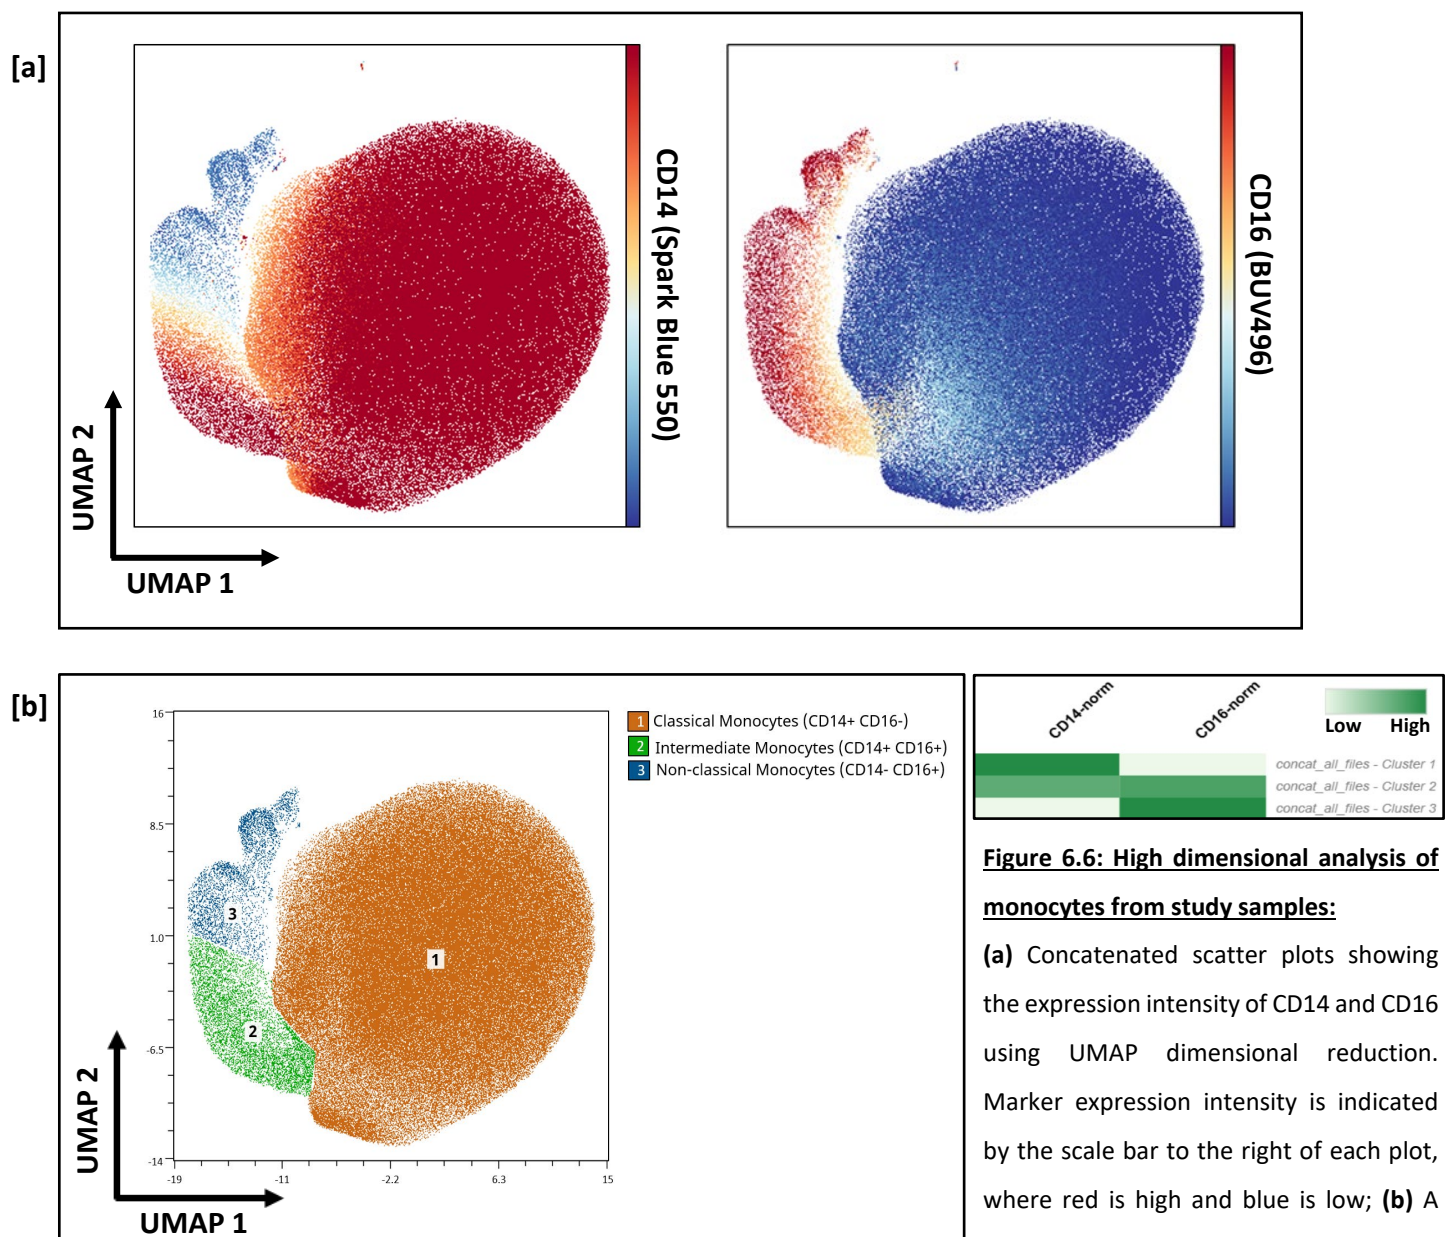 [a]
CD14 (Spark Blue 550)
CD16 (BUV496)
UMAP 2
UMAP 1
[b]
16
8.5
1.0
-6.5
-14
-19
-11
-2.2
6.3
15
1
2
3
UMAP 2
UMAP 1
1 Classical Monocytes (CD14+ CD16-)
2 Intermediate Monocytes (CD14+ CD16+)
3 Non-classical Monocytes (CD14- CD16+)
CD14-norm
CD16-norm
Low High
concat_all_files - Cluster 1
concat_all_files - Cluster 2
concat_all_files - Cluster 3
Figure 6.6: High dimensional analysis of
monocytes from study samples:
(a) Concatenated scatter plots showing
the expression intensity of CD14 and CD16
using UMAP dimensional reduction.
Marker expression intensity is indicated
by the scale bar to the right of each plot,
where red is high and blue is low; (b) A